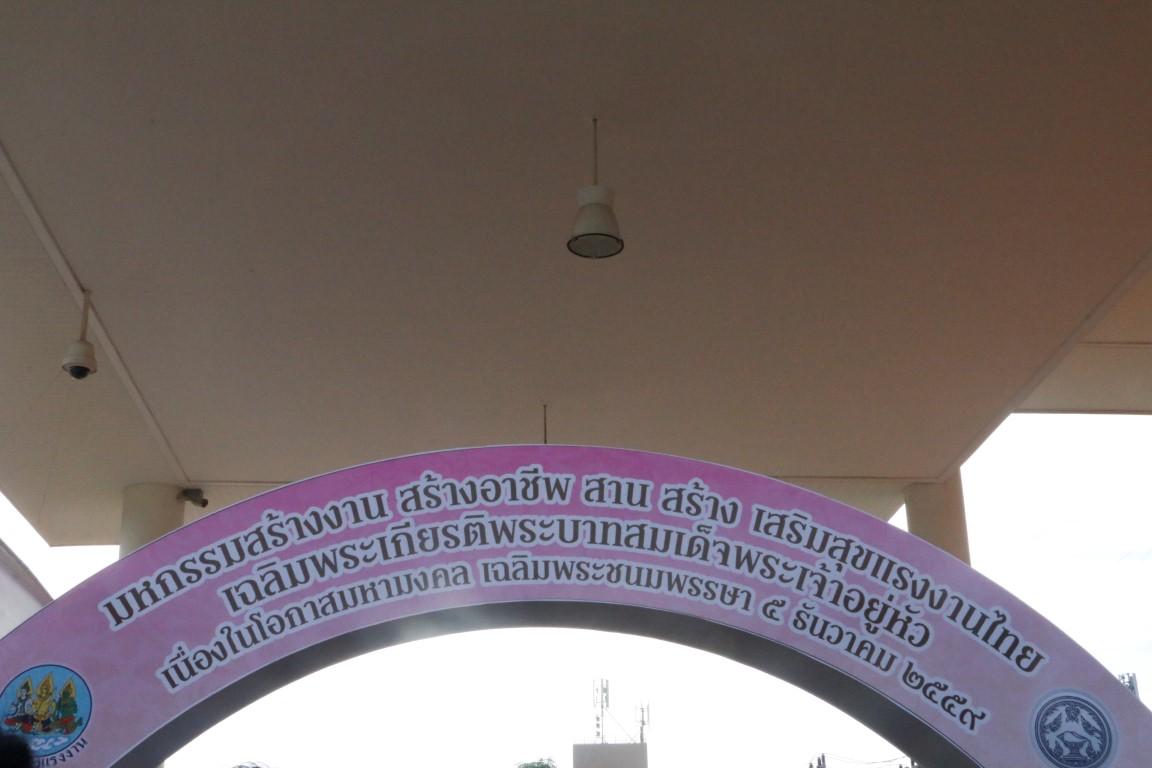 มหกรรมสร้างงาน สร้างอาชีพ สาน สร้าง เสริมสุขแรงงานไทย
เฉลิมพระเกียรติพระบาทสมเด็จพระเจ้าอยู่หัว
เนื่องในโอกาสมหามงคล เฉลิมพระชนมพรรษา ๕ ธันวาคม ๒๕๕๙
แรงงาน